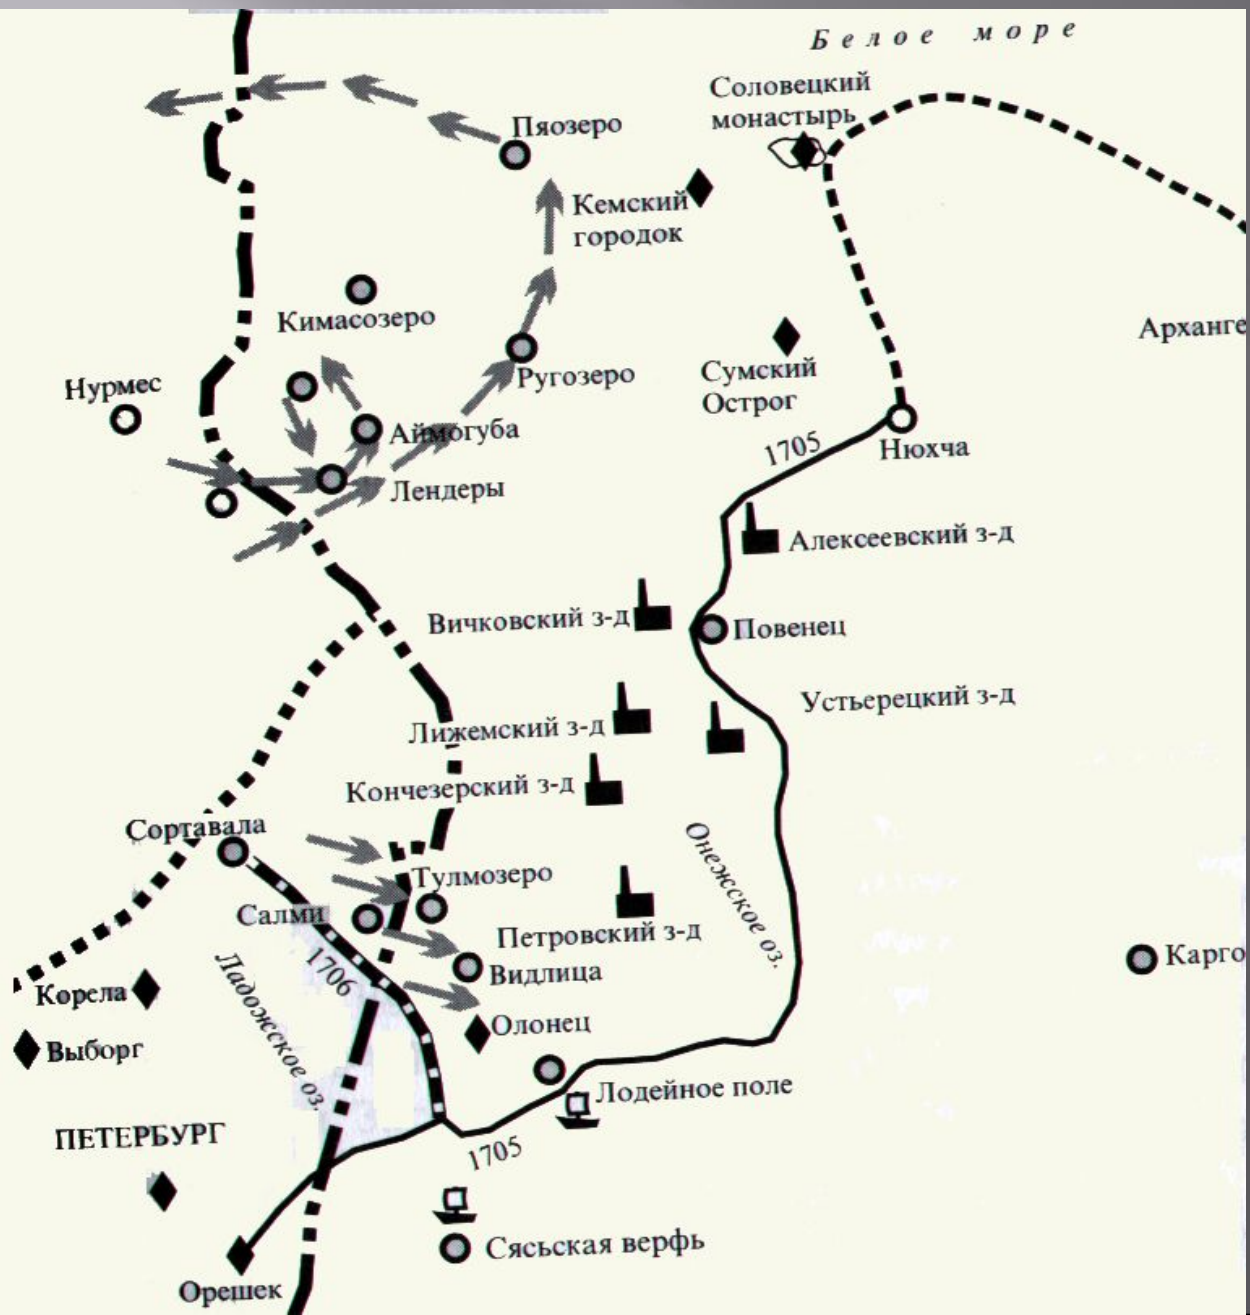 Белое море
Соловецкий
монастырь
Пяозеро
Кемский
городок
Кимасозеро
Арханге
Нурмес
Ругозеро
Сумский
Острог
Аймогуба
1705
Нюхча
Лендеры
Алексеевский з-д
Вичковский з-д
Повенец
Устьерецкий з-д
Лижемский з-д
Кончезерский з-д
Сортавала
Онежское оз.
Тулмозеро
Салми
Петровский з-д
Карго
1706
Видлица
Ладожское оз.
Корела
Олонец
Выборг
Лодейное поле
ПЕТЕРБУРГ
1705
Сясьская верфь
Орешек